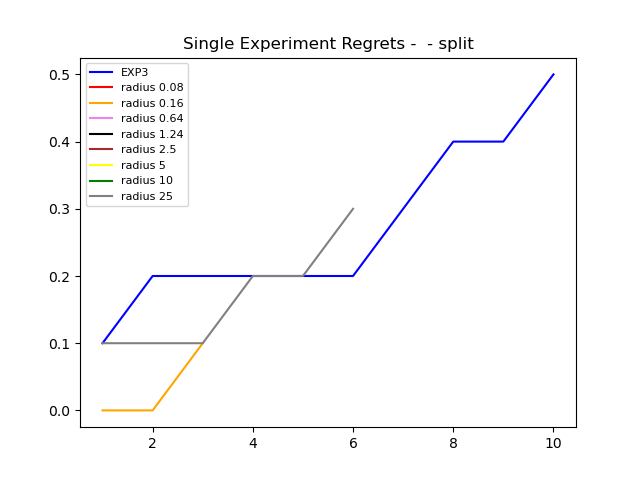 Single Experiment Regrets -  - split
EXP3
radius 0.08
radius 0.16
radius 0.64
radius 1.24
radius 2.5
radius 5
radius 10
radius 25
0.5
0.4
0.3
0.2
0.1
0.0
2 4 6 8 10